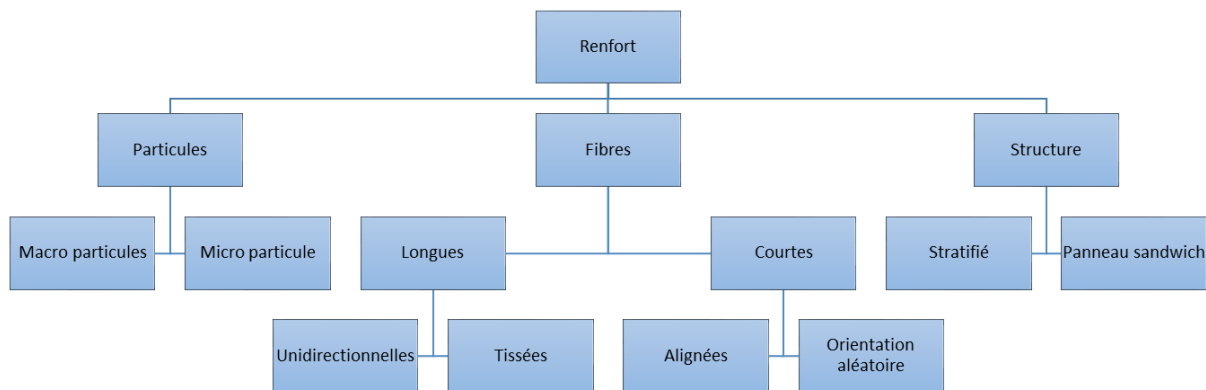 Renfort
Particules
Fibres
Structure
Macro particules
Micro particule
Longues
Courtes
Stratifié
Panneau sandwich
Unidirectionnelles
Tissées
Alignées
Orientation
aléatoire